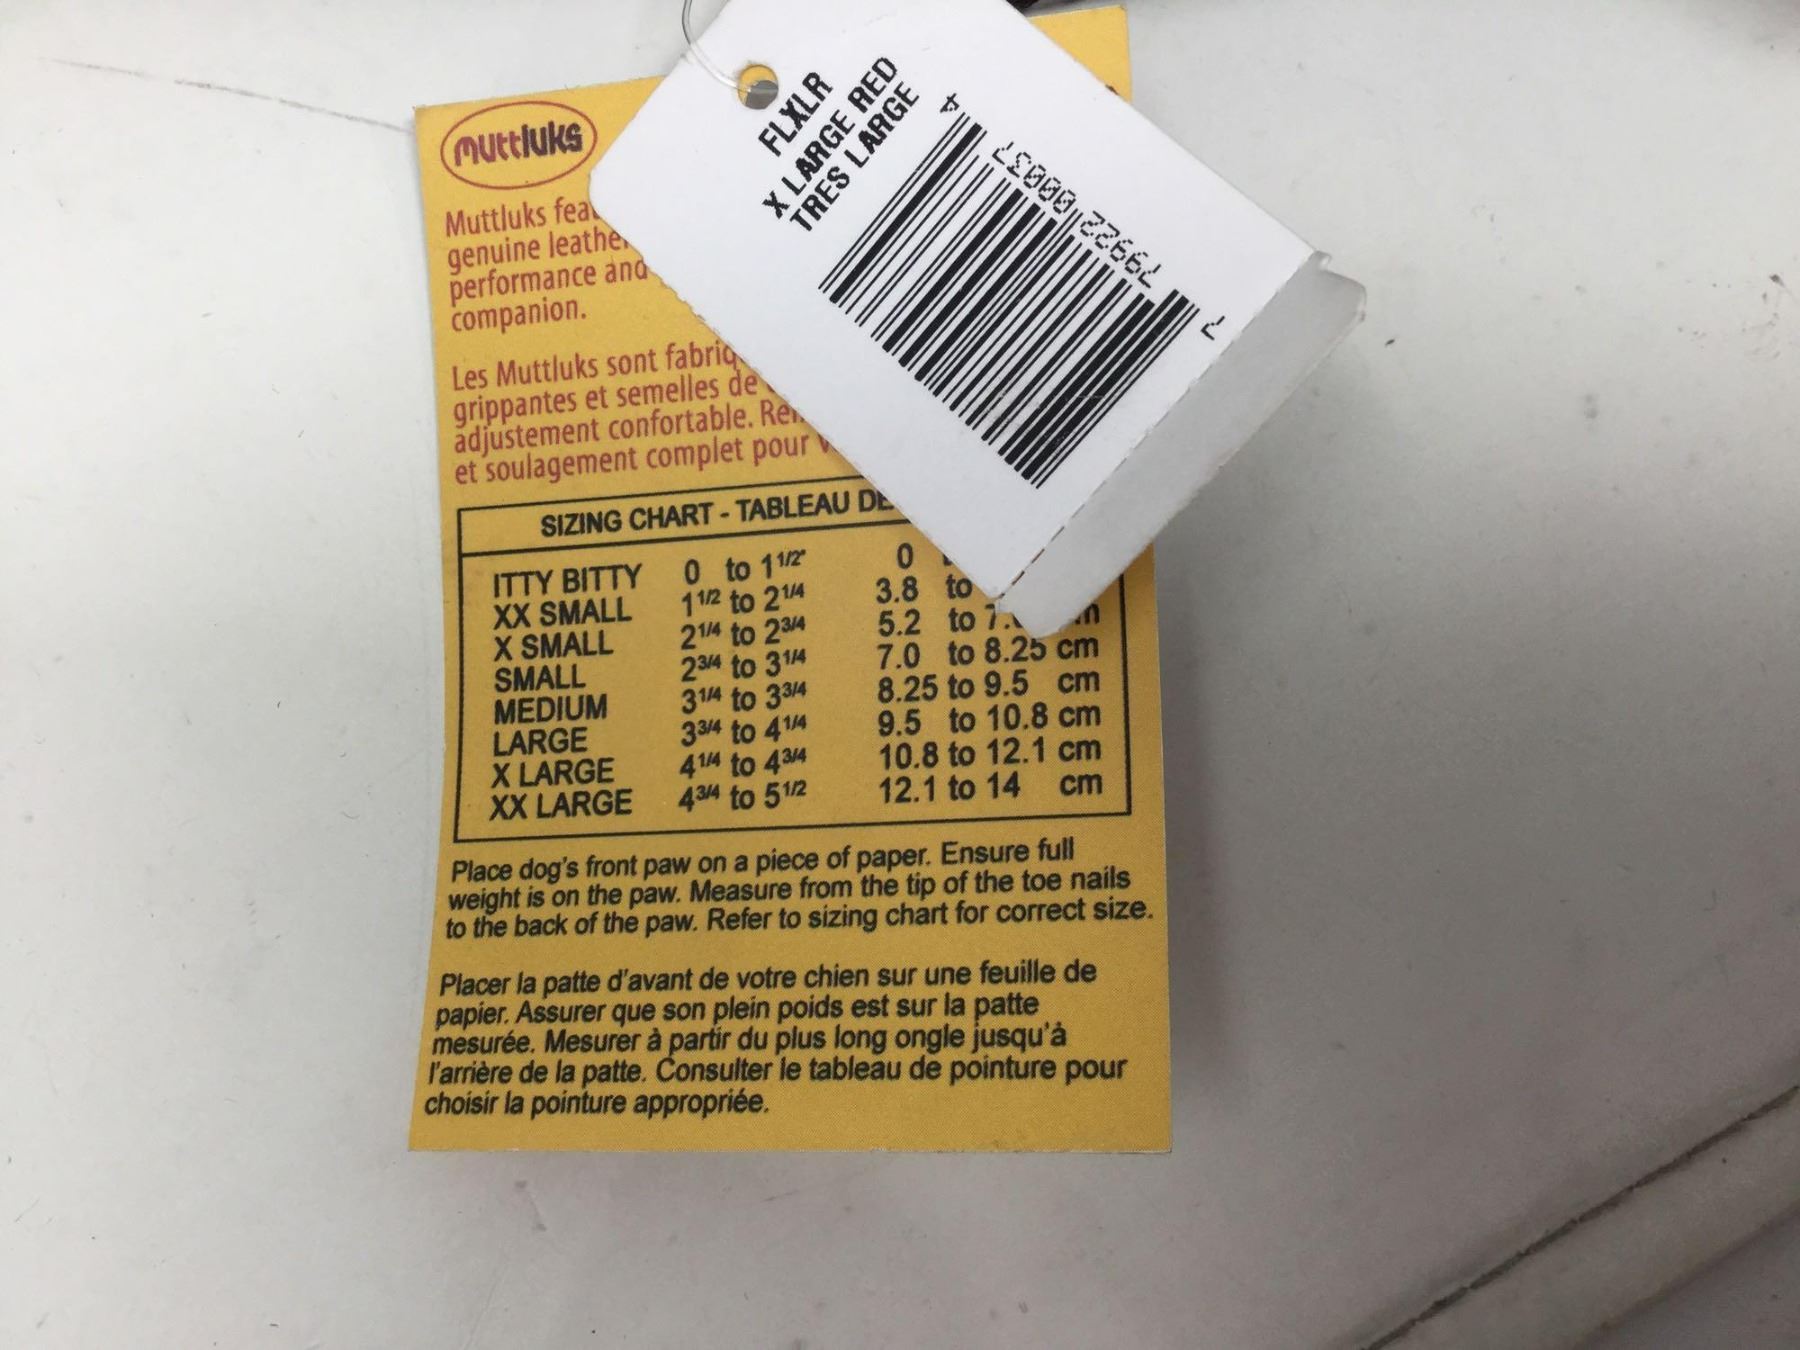 muttluks
Muttluks
genuine
performance and
companion.
Les Muttluks sont
grippantes et semelles de
adjustement confortable.
et soulagement complet pour
SIZING CHART - TABLEAU
ITTY BITTY 0 to 1 1/2" 0
XX SMALL 1 1/2 to 2 1/4 3.8 to
X SMALL 2 1/4 to 2 3/4 5.2 to
SMALL 2 3/4 to 3 1/4 7.0 to 8.25 cm
MEDIUM 3 1/4 to 3 3/4 8.25 to 9.5 cm
LARGE 3 3/4 to 4 1/4 9.5 to 10.8 cm
X LARGE 4 1/4 to 4 3/4 10.8 to 12.1 cm
XX LARGE 4 3/4 to 5 1/2 12.1 to 14 cm
Place dog's front paw on a piece of paper. Ensure full
weight is on the paw. Measure from the tip of the toe nails
to the back of the paw. Refer to sizing chart for correct size.
Placer la patte d'avant de votre chien sur une feuille de
papier. Assurer que son plein poids est sur la patte
mesurée. Mesurer à partir du plus long ongle jusqu'à
l'arrière de la patte. Consulter le tableau de pointure pour
choisir la pointure appropriée.
FLXLR
X LARGE RED
TRES LARGE
7 79922 00037 4